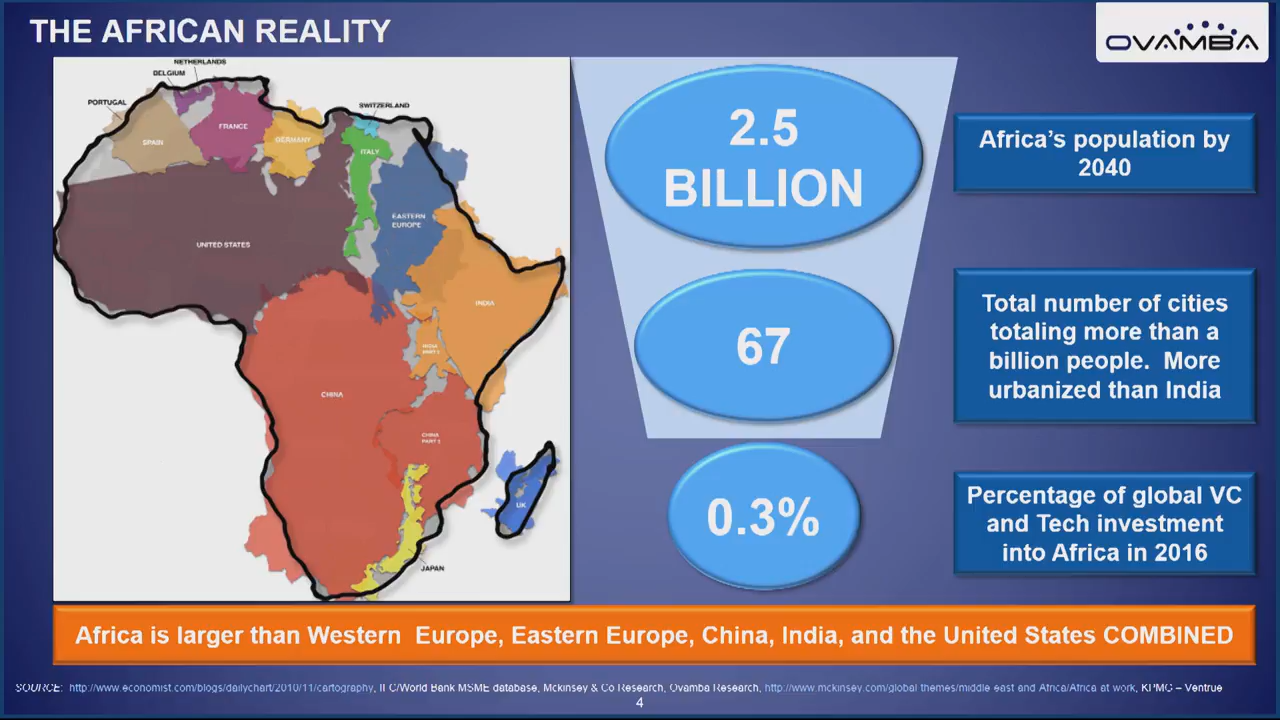 THE AFRICAN REALITY
OVAMBA
NETHERLANDS
BELGIUM
PORTUGAL
SWITZERLAND
SPAIN
FRANCE
GERMANY
ITALY
EASTERN
EUROPE
UNITED STATES
INDIA
INDIA
PART 2
CHINA
CHINA
PART 2
UK
JAPAN
2.5
BILLION
Africa's population by
2040
67
Total number of cities
totaling more than a
billion people. More
urbanized than India
0.3%
Percentage of global VC
and Tech investment
into Africa in 2016
Africa is larger than Western Europe, Eastern Europe, China, India, and the United States COMBINED
SOURCE: http://www.economist.com/blogs/dailychart/2010/11/cartography, IFC/World Bank MSME database, Mckinsey & Co Research, Ovamba Research, http://www.mckinsey.com/global themes/middle east and Africa/Africa at work, KPMG – Ventrue
4